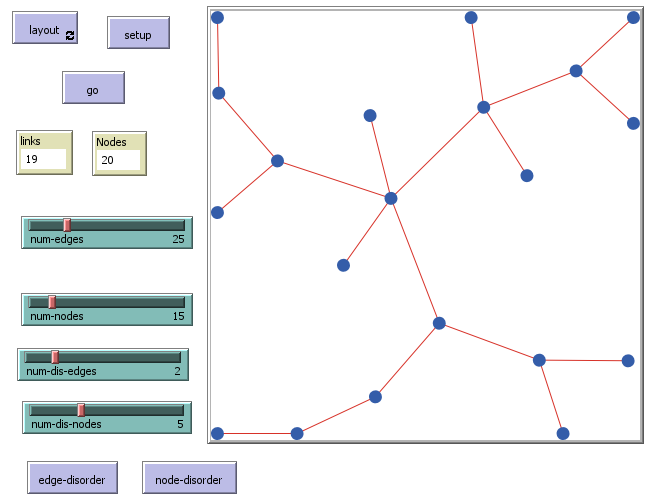 layout
setup
go
links
19
Nodes
20
num-edges 25
num-nodes 15
num-dis-edges 2
num-dis-nodes 5
edge-disorder
node-disorder